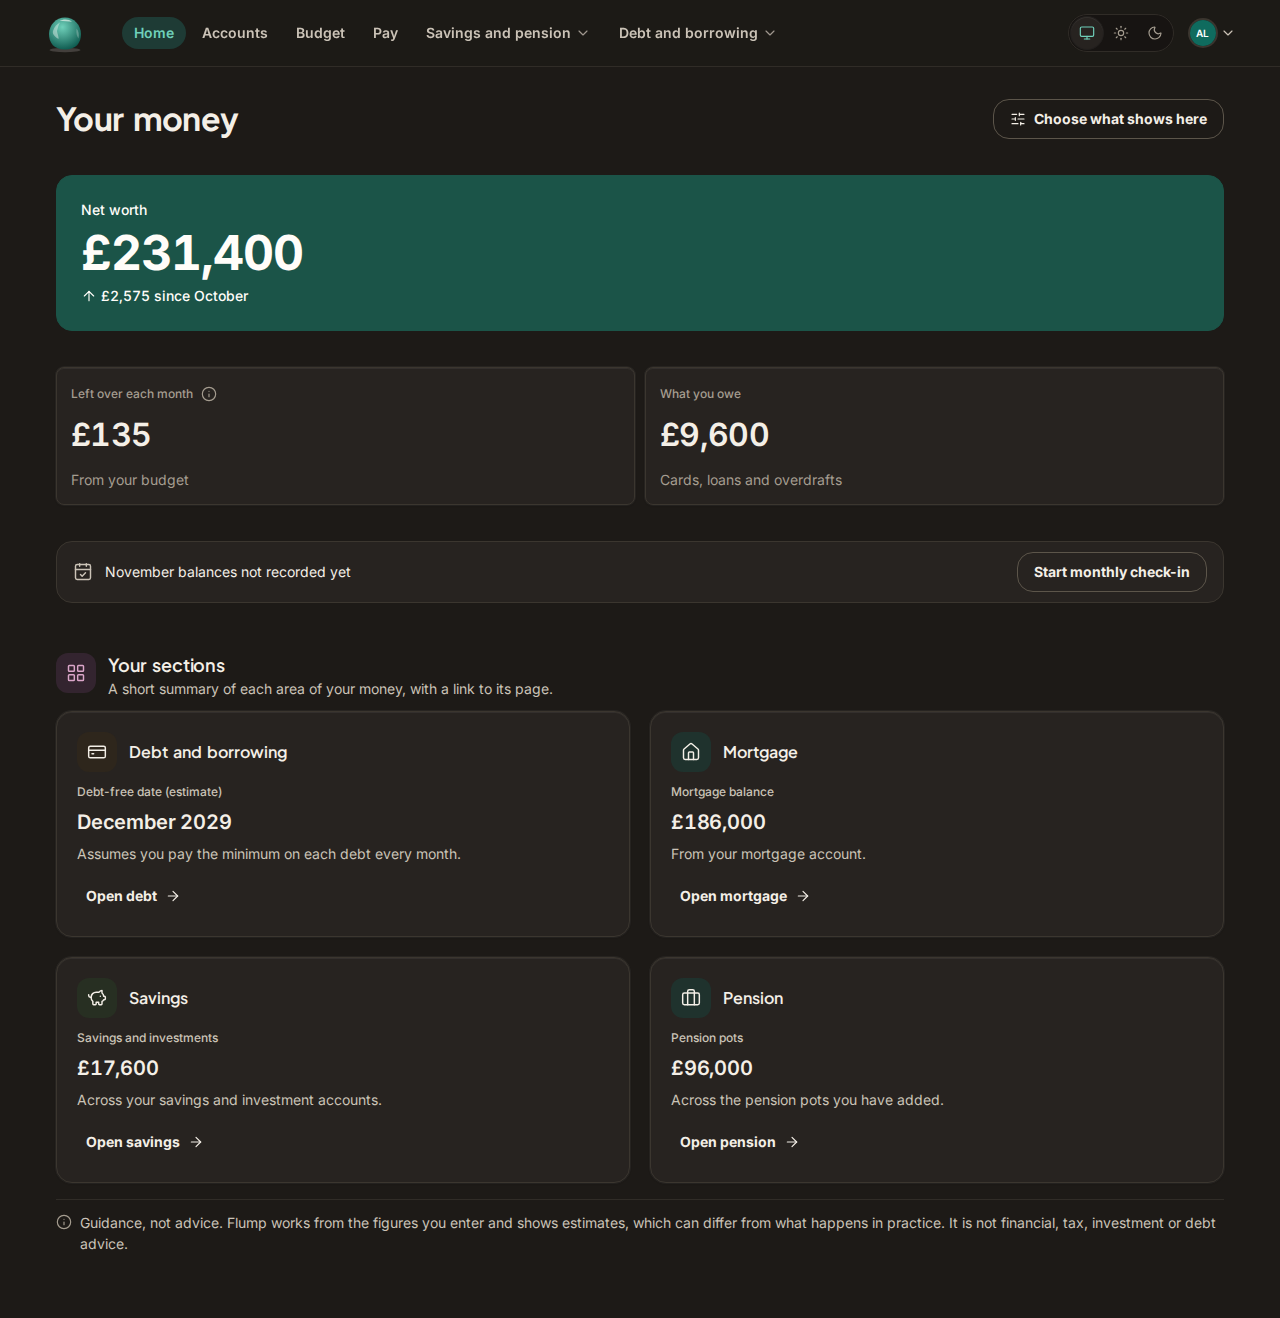 Home
Accounts
Budget
Pay
Savings and pension
Debt and borrowing
AL
Your money
Choose what shows here
Net worth
£231,400
↑ £2,575 since October
Left over each month
£135
From your budget
What you owe
£9,600
Cards, loans and overdrafts
November balances not recorded yet
Start monthly check-in
Your sections
A short summary of each area of your money, with a link to its page.
Debt and borrowing
Debt-free date (estimate)
December 2029
Assumes you pay the minimum on each debt every month.
Open debt →
Mortgage
Mortgage balance
£186,000
From your mortgage account.
Open mortgage →
Savings
Savings and investments
£17,600
Across your savings and investment accounts.
Open savings →
Pension
Pension pots
£96,000
Across the pension pots you have added.
Open pension →
Guidance, not advice. Flump works from the figures you enter and shows estimates, which can differ from what happens in practice. It is not financial, tax, investment or debt
advice.